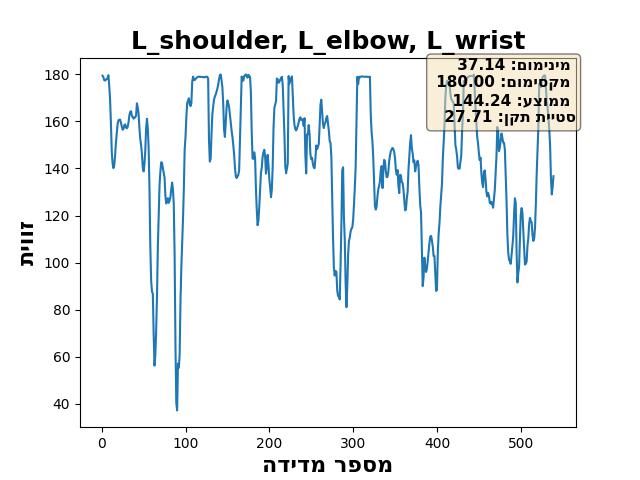 L_shoulder, L_elbow, L_wrist
מינימום: 37.14
מקסימום: 180.00
ממוצע: 144.24
סטיית תקן: 27.71
180
160
140
120
100
80
60
40
זווית
0 100 200 300 400 500
מספר מדידה